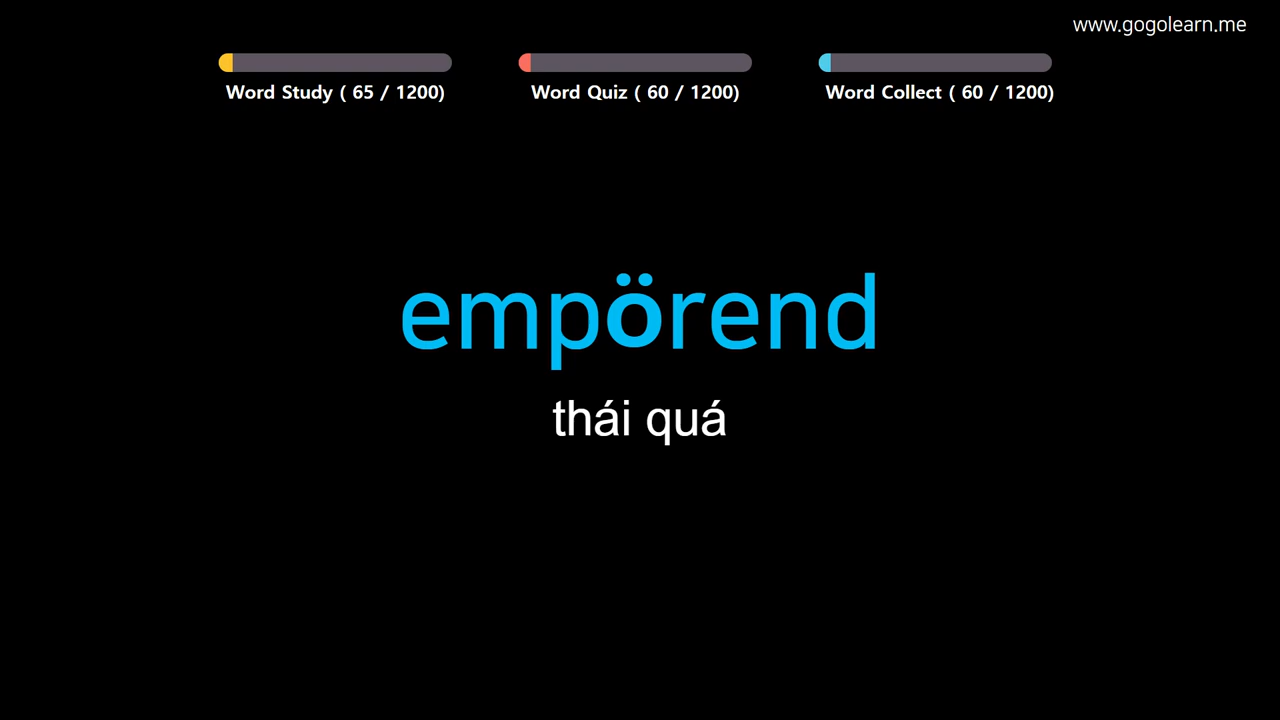 www.gogolearn.me
Word Study ( 65 / 1200)
Word Quiz ( 60 / 1200)
Word Collect ( 60 / 1200)
empörend
thái quá